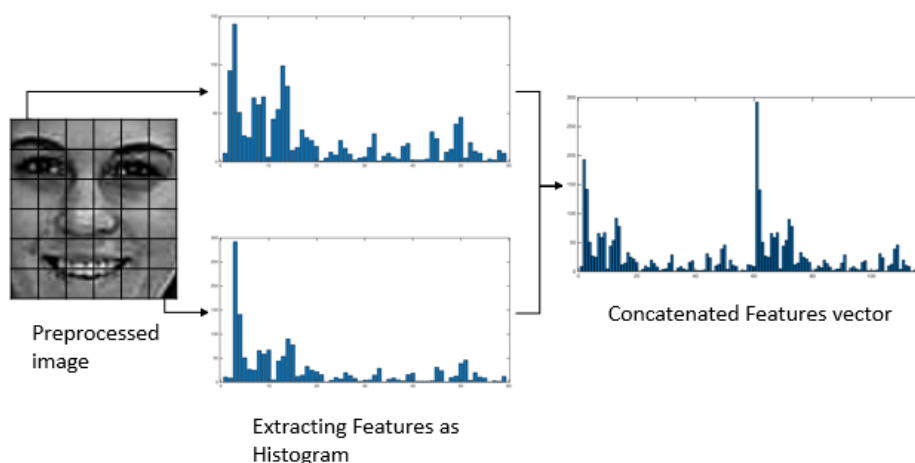 Preprocessed
image
Extracting Features as
Histogram
Concatenated Features vector